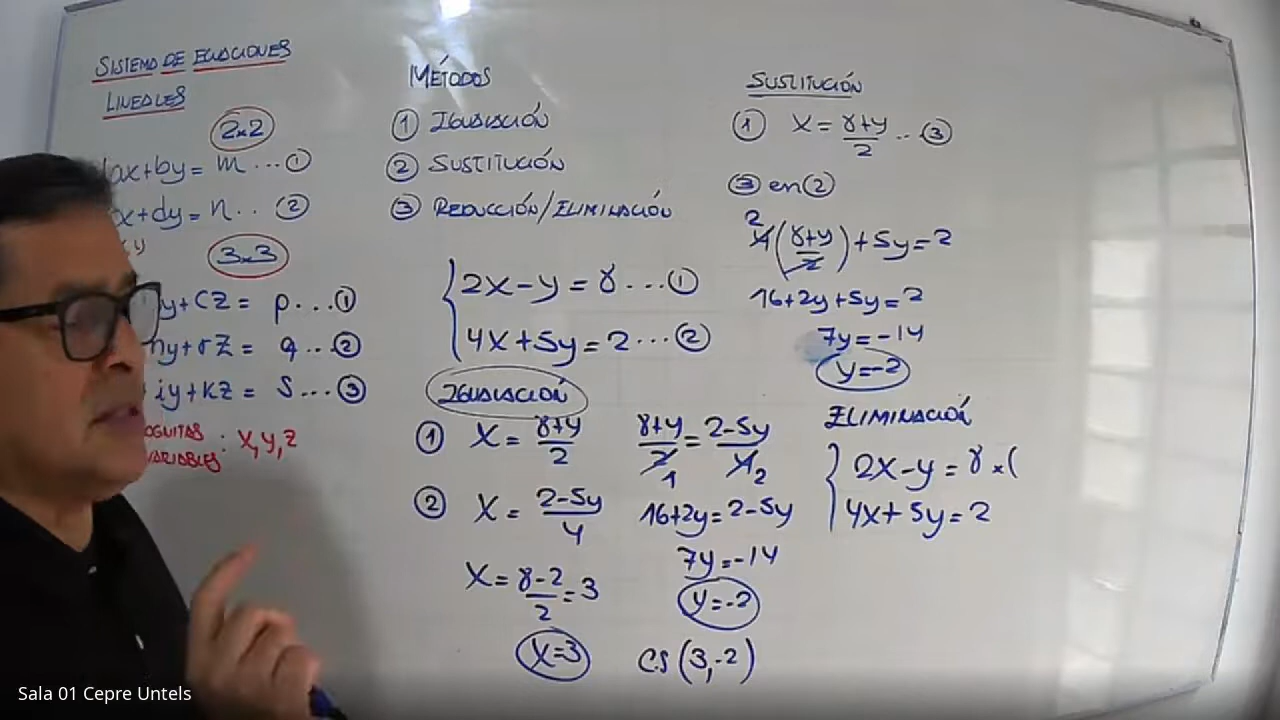 SISTEMA DE ECUACIONES
LINEALES
2x2
ax+by= m ... ①
x+dy= n .. ②
3x3
y+cz= p ... ①
ny+rz= q ... ②
iy+kz= s ... ③
: x,y,z
MÉTODOS
① IGUALACIÓN
② SUSTITUCIÓN
③ REDUCCIÓN/ELIMINACIÓN
2x-y=8 ... ①
4x+5y=2 ... ②
IGUALACIÓN
① x= 8+y/2
② x= 2-5y/4
x= 8-2/2 =3
x=3
8+y/2 1 = 2-5y/4 2
16+2y=2-5y
7y=-14
y=-2
C.S (3,-2)
SUSTITUCIÓN
① x= 8+y/2 .. ③
③ en ②
2 4(8+y/2)+5y=2
16+2y+5y=2
7y=-14
y=-2
ELIMINACIÓN
2x-y=8 x(
4x+5y=2
Sala 01 Cepre Untels